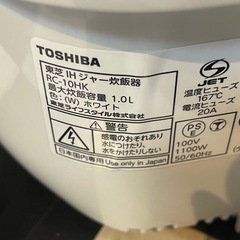 TOSHIBA
東芝 IHジャー炊飯器
RC-10HK
最大炊飯容量 1.0L
色:(W) ホワイト
東芝ライフスタイル株式会社
JET
温度ヒューズ
167℃
電流ヒューズ
20A
警告
感電のおそれあり
水につけたり
水をかけたりしない
日本国内専用 Use only in Japan
PS
E
100V
1100W
50/60Hz